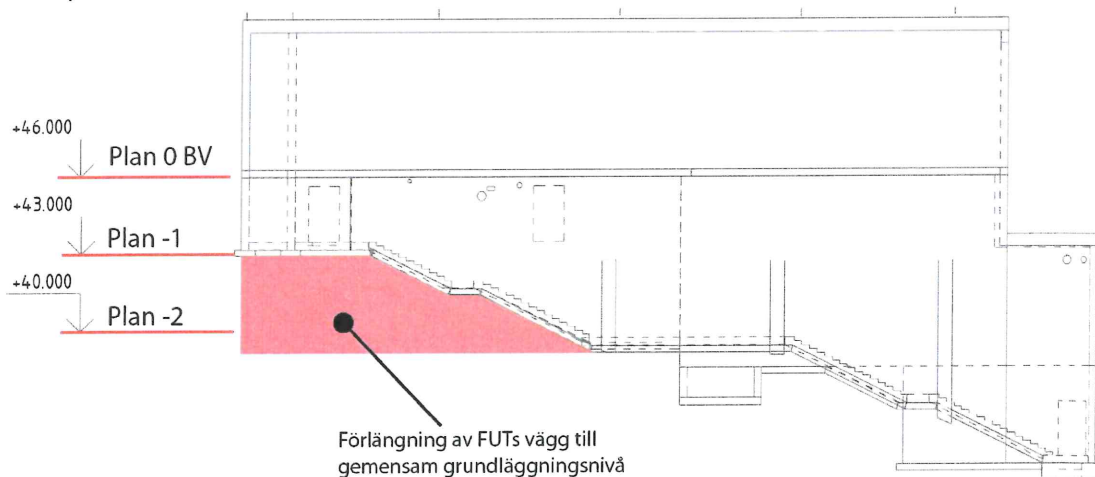 +46.000
Plan 0 BV
+43.000
Plan -1
+40.000
Plan -2
Förlängning av FUTs vägg till
gemensam grundläggningsnivå